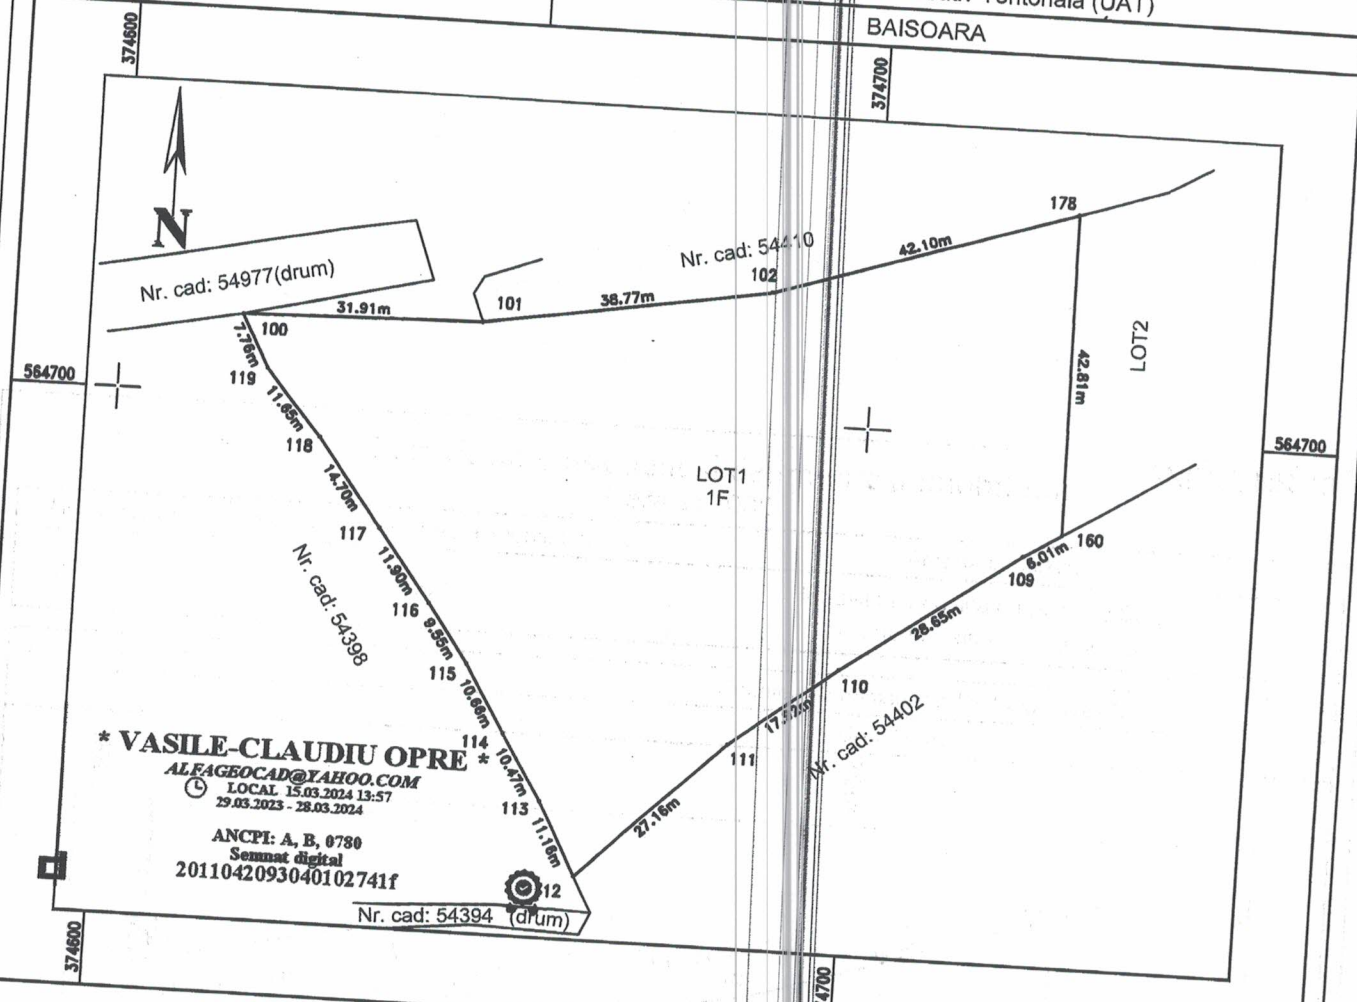 Teritoriala (UAT)
BAISOARA
374600
374700
178
N
Nr. cad: 54410
42.10m
Nr. cad: 54977(drum)
102
31.91m
101
38.77m
100
7.76m
LOT2
564700
119
42.81m
11.65m
118
564700
LOT1
1F
14.70m
117
160
6.01m
109
11.90m
Nr. cad: 54398
116
9.55m
28.65m
115
110
10.66m
Nr. cad: 54402
114
111
* VASILE-CLAUDIU OPRE *
ALFAGEOCAD@YAHOO.COM
LOCAL 15.03.2024 13:57
29.03.2023 - 28.03.2024
10.47m
113
27.16m
11.16m
ANCPI: A, B, 0780
Semnat digital
2011042093040102741f
12
Nr. cad: 54394 (drum)
374600
4700